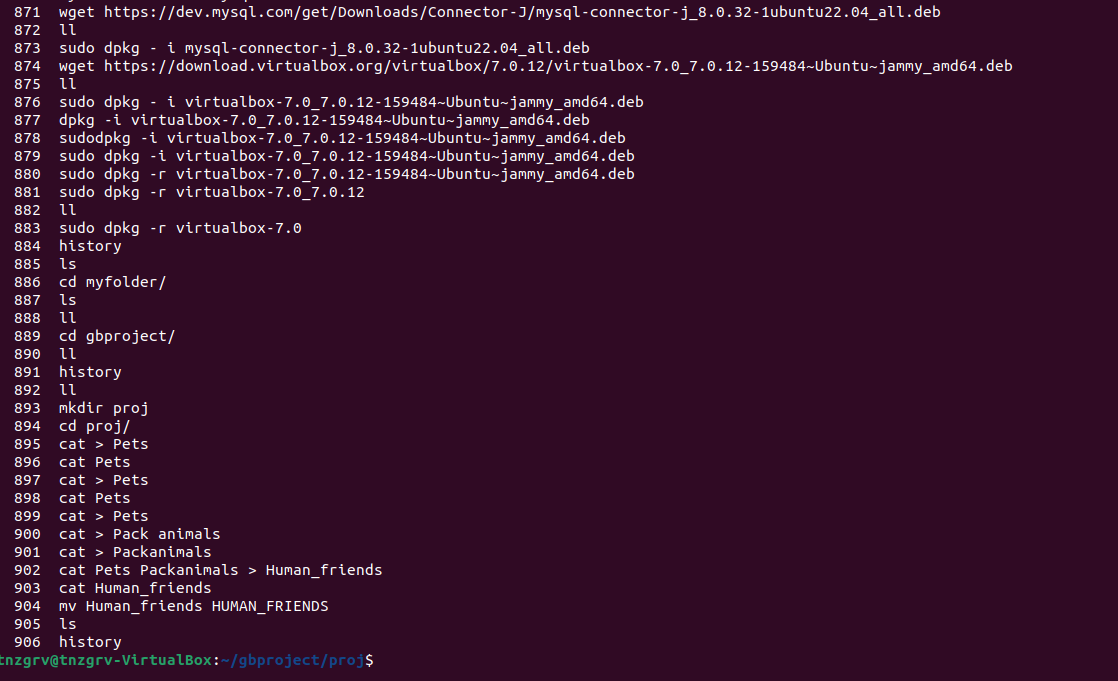 871 wget https://dev.mysql.com/get/Downloads/Connector-J/mysql-connector-j_8.0.32-1ubuntu22.04_all.deb
872 ll
873 sudo dpkg - i mysql-connector-j_8.0.32-1ubuntu22.04_all.deb
874 wget https://download.virtualbox.org/virtualbox/7.0.12/virtualbox-7.0_7.0.12-159484~Ubuntu~jammy_amd64.deb
875 ll
876 sudo dpkg - i virtualbox-7.0_7.0.12-159484~Ubuntu~jammy_amd64.deb
877 dpkg -i virtualbox-7.0_7.0.12-159484~Ubuntu~jammy_amd64.deb
878 sudodpkg -i virtualbox-7.0_7.0.12-159484~Ubuntu~jammy_amd64.deb
879 sudo dpkg -i virtualbox-7.0_7.0.12-159484~Ubuntu~jammy_amd64.deb
880 sudo dpkg -r virtualbox-7.0_7.0.12-159484~Ubuntu~jammy_amd64.deb
881 sudo dpkg -r virtualbox-7.0_7.0.12
882 ll
883 sudo dpkg -r virtualbox-7.0
884 history
885 ls
886 cd myfolder/
887 ls
888 ll
889 cd gbproject/
890 ll
891 history
892 ll
893 mkdir proj
894 cd proj/
895 cat > Pets
896 cat Pets
897 cat > Pets
898 cat Pets
899 cat > Pets
900 cat > Pack animals
901 cat > Packanimals
902 cat Pets Packanimals > Human_friends
903 cat Human_friends
904 mv Human_friends HUMAN_FRIENDS
905 ls
906 history
tnzgrv@tnzgrv-VirtualBox:~/gbproject/proj$